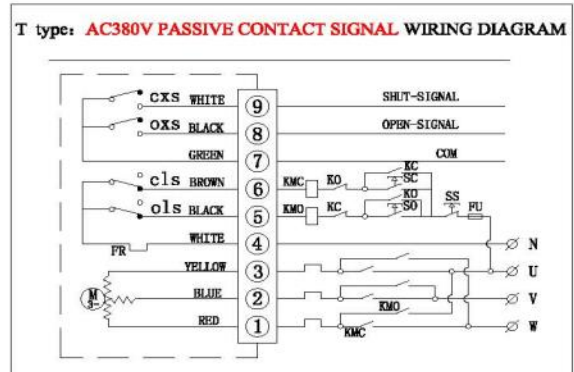 T type: AC380V PASSIVE CONTACT SIGNAL WIRING DIAGRAM
cxs WHITE 9 SHUT-SIGNAL
oxs BLACK 8 OPEN-SIGNAL
GREEN 7 COM
KC
cls BROWN 6 KMC KO SC
KO
ols BLACK 5 KMO KC SO SS FU
WHITE 4 N
FR
YELLOW 3 U
M 3~ BLUE 2 V
KMO
RED 1 W
KMC